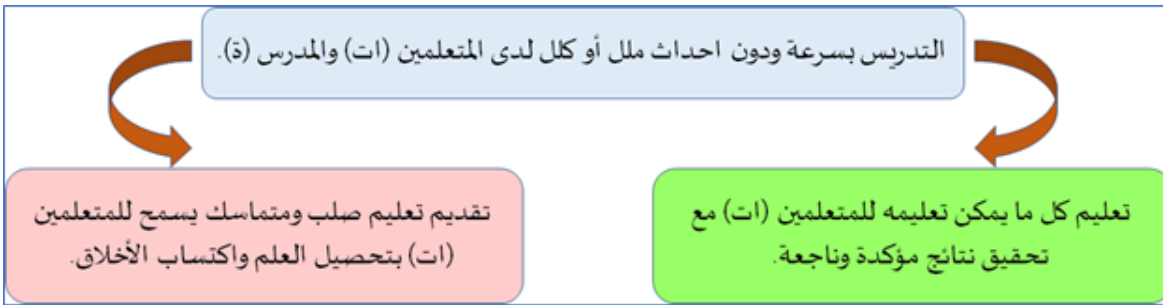 التدريس بسرعة ودون احداث ملل أو كلل لدى المتعلمين (ات) والمدرس (ة).
تعليم كل ما يمكن تعليمه للمتعلمين (ات) مع
تحقيق نتائج مؤكدة وناجعة.
تقديم تعليم صلب ومتماسك يسمح للمتعلمين
(ات) بتحصيل العلم واكتساب الأخلاق.